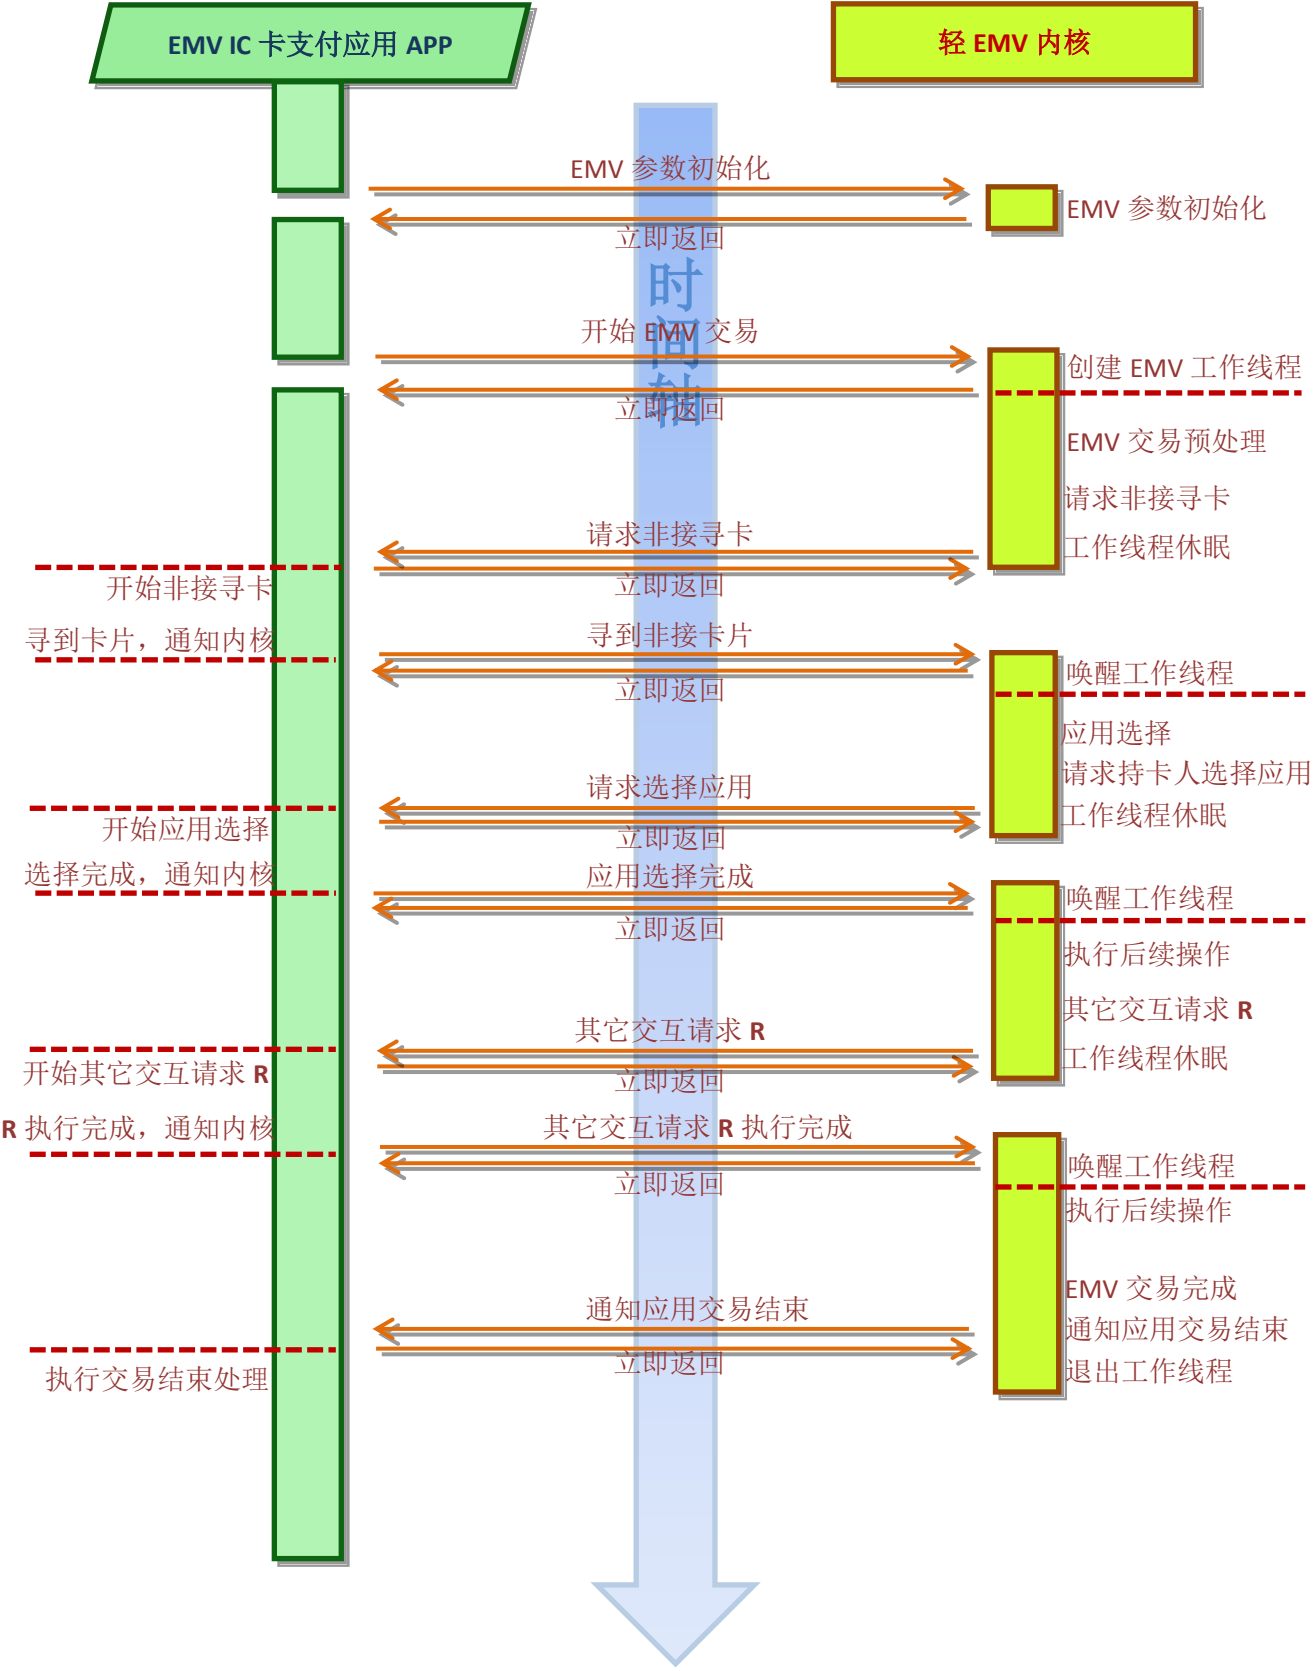 EMV IC 卡支付应用 APP
轻 EMV 内核
EMV 参数初始化
EMV 参数初始化
立即返回
时间轴
开始 EMV 交易
创建 EMV 工作线程
立即返回
EMV 交易预处理
请求非接寻卡
请求非接寻卡
工作线程休眠
开始非接寻卡
立即返回
寻到卡片，通知内核
寻到非接卡片
唤醒工作线程
立即返回
应用选择
请求持卡人选择应用
请求选择应用
工作线程休眠
开始应用选择
立即返回
选择完成，通知内核
应用选择完成
唤醒工作线程
立即返回
执行后续操作
其它交互请求 R
其它交互请求 R
工作线程休眠
开始其它交互请求 R
立即返回
R 执行完成，通知内核
其它交互请求 R 执行完成
唤醒工作线程
立即返回
执行后续操作
EMV 交易完成
通知应用交易结束
通知应用交易结束
立即返回
退出工作线程
执行交易结束处理